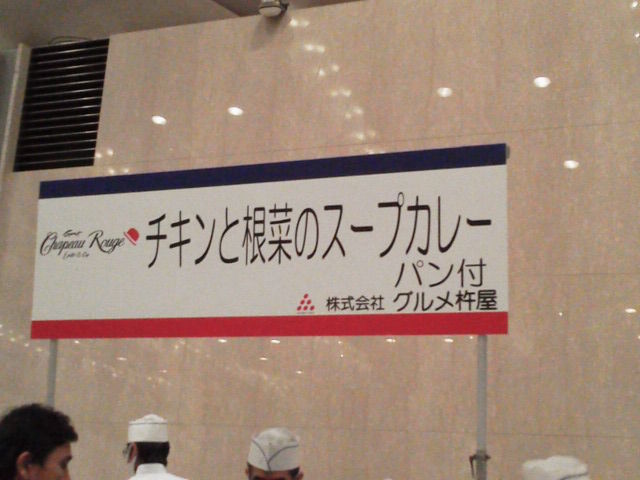 Chapeau Rouge
チキンと根菜のスープカレー
パン付
株式会社 グルメ杵屋